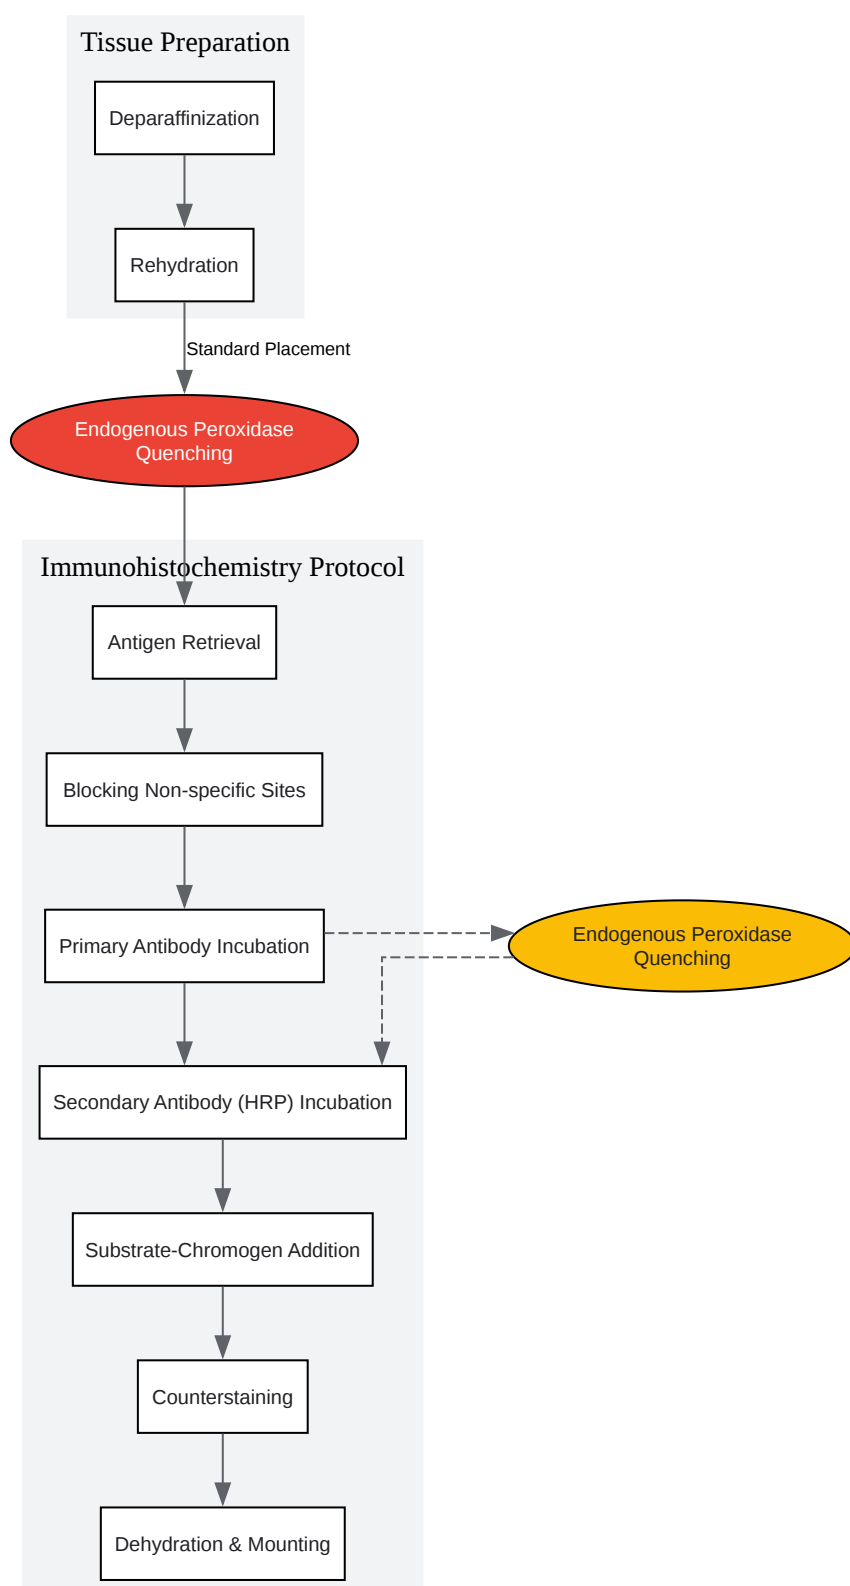 Tissue Preparation
Deparaffinization
Rehydration
Standard Placement
Endogenous Peroxidase
Quenching
Immunohistochemistry Protocol
Antigen Retrieval
Blocking Non-specific Sites
Primary Antibody Incubation
Endogenous Peroxidase
Quenching
Secondary Antibody (HRP) Incubation
Substrate-Chromogen Addition
Counterstaining
Dehydration & Mounting